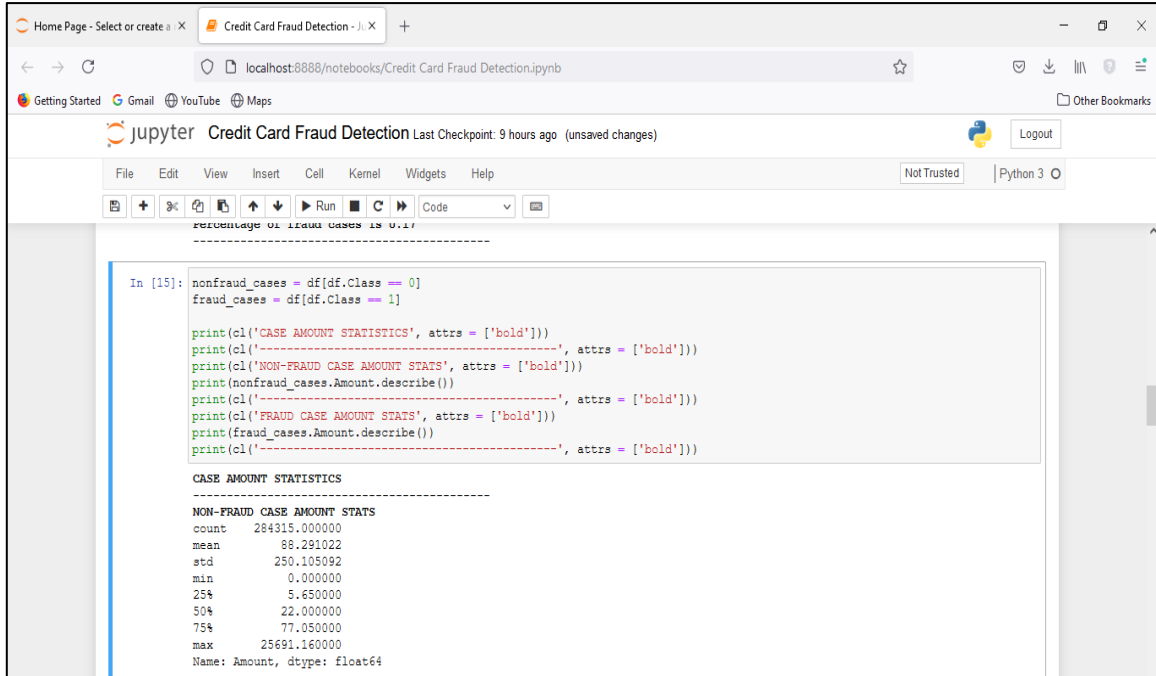 Home Page - Select or create a
Credit Card Fraud Detection - Ju
localhost:8888/notebooks/Credit Card Fraud Detection.ipynb
Getting Started Gmail YouTube Maps Other Bookmarks
jupyter Credit Card Fraud Detection Last Checkpoint: 9 hours ago (unsaved changes) Logout
File Edit View Insert Cell Kernel Widgets Help Not Trusted Python 3
Run Code
Percentage of fraud cases is 0.17
--------------------------------------------
In [15]: nonfraud_cases = df[df.Class == 0]
fraud_cases = df[df.Class == 1]
print(cl('CASE AMOUNT STATISTICS', attrs = ['bold']))
print(cl('--------------------------------------------', attrs = ['bold']))
print(cl('NON-FRAUD CASE AMOUNT STATS', attrs = ['bold']))
print(nonfraud_cases.Amount.describe())
print(cl('--------------------------------------------', attrs = ['bold']))
print(cl('FRAUD CASE AMOUNT STATS', attrs = ['bold']))
print(fraud_cases.Amount.describe())
print(cl('--------------------------------------------', attrs = ['bold']))
CASE AMOUNT STATISTICS
--------------------------------------------
NON-FRAUD CASE AMOUNT STATS
count    284315.000000
mean         88.291022
std         250.105092
min           0.000000
25%           5.650000
50%          22.000000
75%          77.050000
max       25691.160000
Name: Amount, dtype: float64